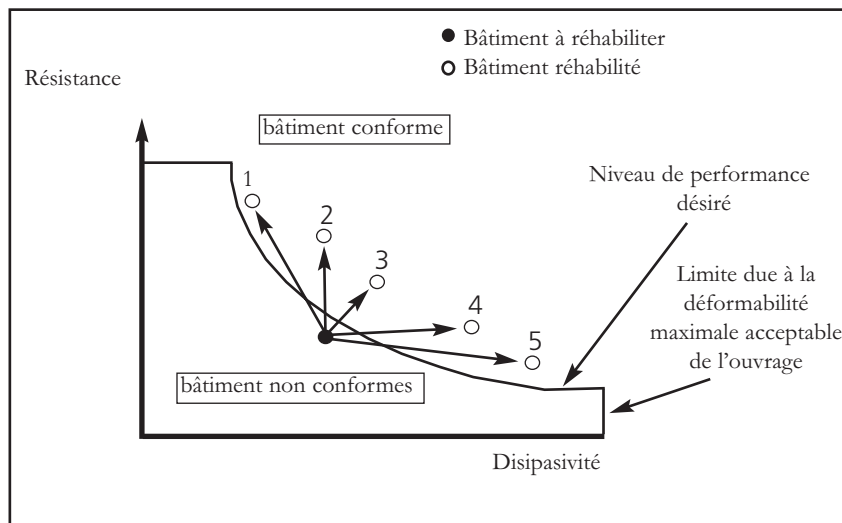 Bâtiment à réhabiliter
Bâtiment réhabilité
Résistance
bâtiment conforme
Niveau de performance
désiré
1
2
3
4
5
Limite due à la
déformabilité
maximale acceptable
de l'ouvrage
bâtiment non conformes
Disipasivité